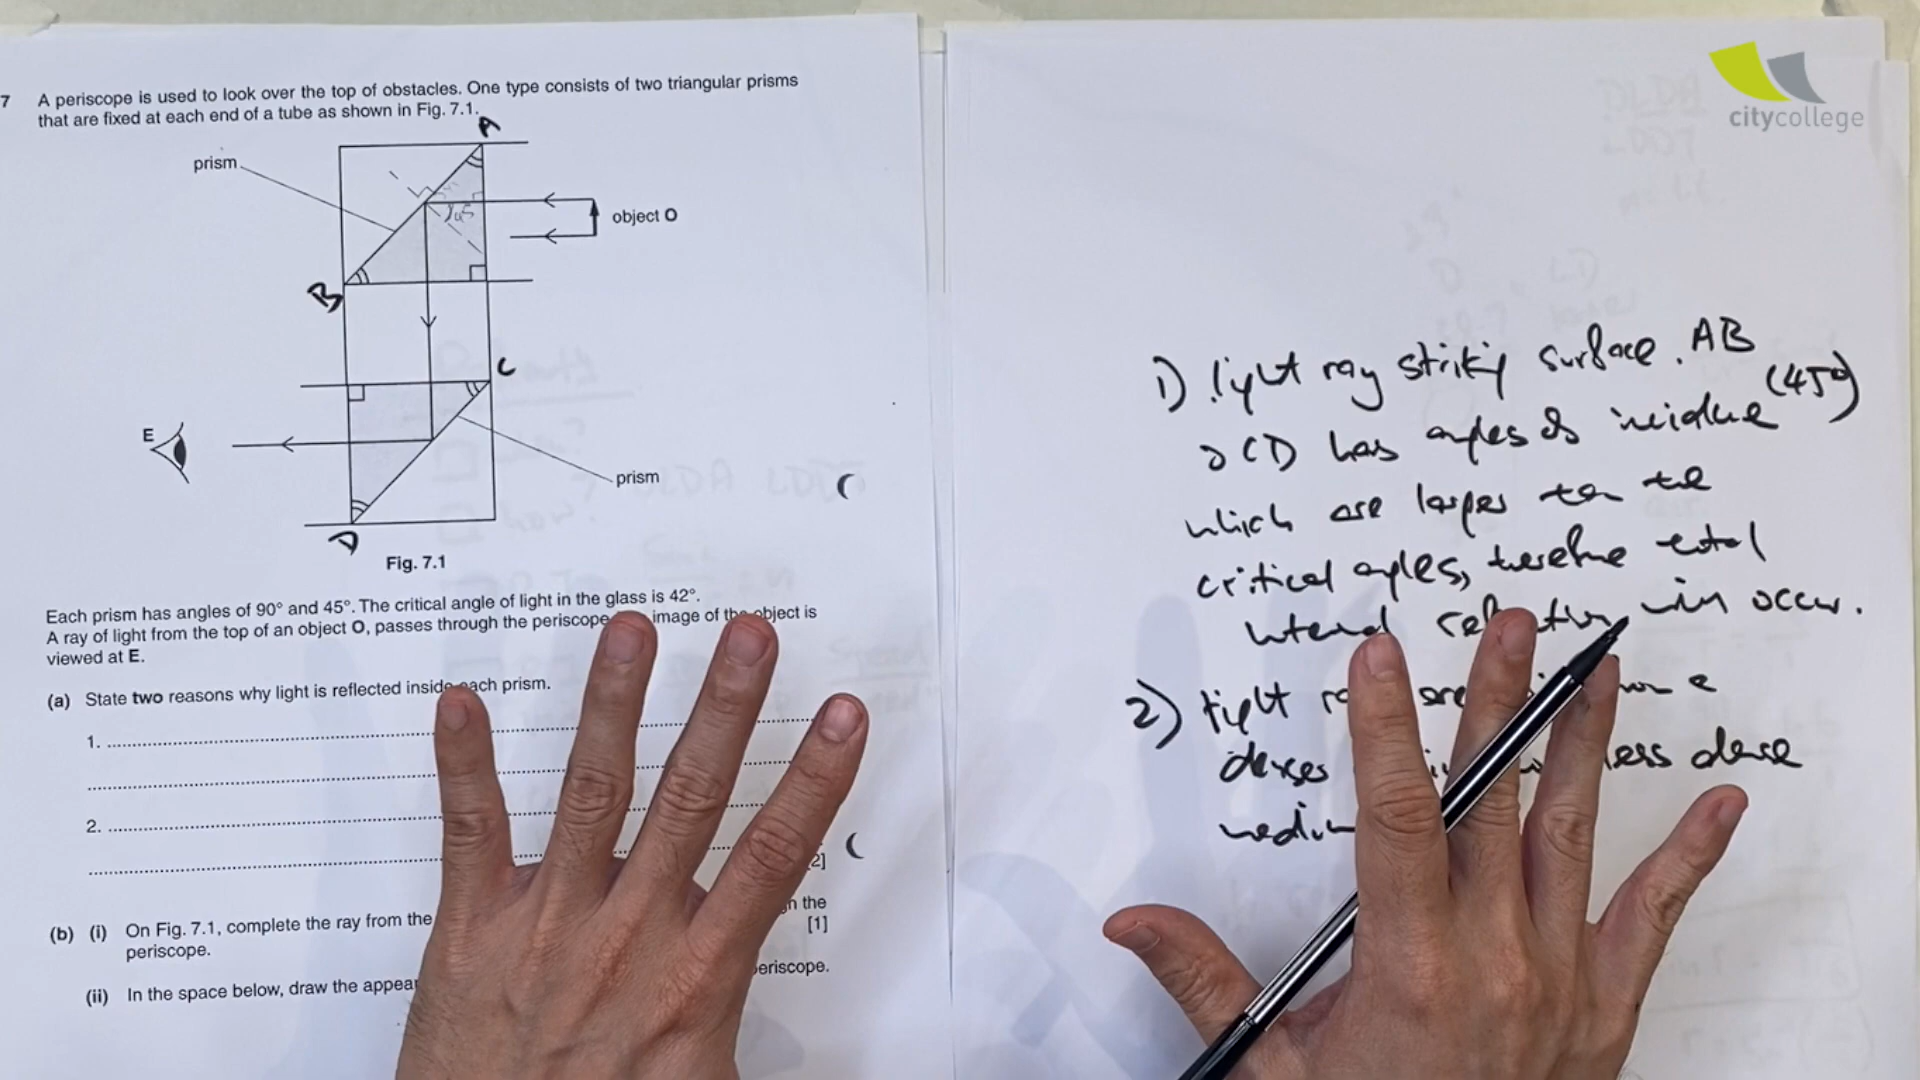 citycollege
7 A periscope is used to look over the top of obstacles. One type consists of two triangular prisms
that are fixed at each end of a tube as shown in Fig. 7.1.
A
prism
45
object O
B
C
E
prism
D
Fig. 7.1
Each prism has angles of 90° and 45°. The critical angle of light in the glass is 42°.
A ray of light from the top of an object O, passes through the periscope image of the object is
viewed at E.
(a) State two reasons why light is reflected inside each prism.
1.
2.
2]
(b) (i) On Fig. 7.1, complete the ray from the the
periscope. [1]
(ii) In the space below, draw the appear periscope.
1) light ray striking surface AB
(45°)
CD has angles of incidence
which are larger than the
critical angles, therefore total
internal reflection will occur.
2) light
denser less dense
medium